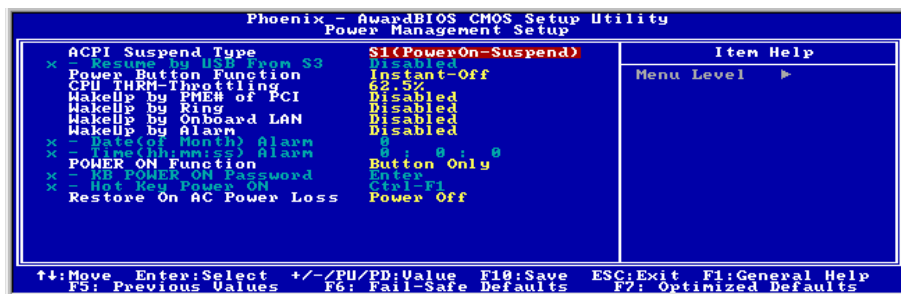 Phoenix - AwardBIOS CMOS Setup Utility
Power Management Setup
ACPI Suspend Type S1(PowerOn-Suspend) Item Help
x - Resume by USB From S3 Disabled
Power Button Function Instant-Off Menu Level ►
CPU THRM-Throttling 62.5%
WakeUp by PME# of PCI Disabled
WakeUp by Ring Disabled
WakeUp by Onboard LAN Disabled
WakeUp by Alarm Disabled
x - Date(of Month) Alarm 0
x - Time(hh:mm:ss) Alarm 0 : 0 : 0
POWER ON Function Button Only
x - KB POWER ON Password Enter
x - Hot Key Power ON Ctrl-F1
Restore On AC Power Loss Power Off
↑↓:Move Enter:Select +/-/PU/PD:Value F10:Save ESC:Exit F1:General Help
F5: Previous Values F6: Fail-Safe Defaults F7: Optimized Defaults